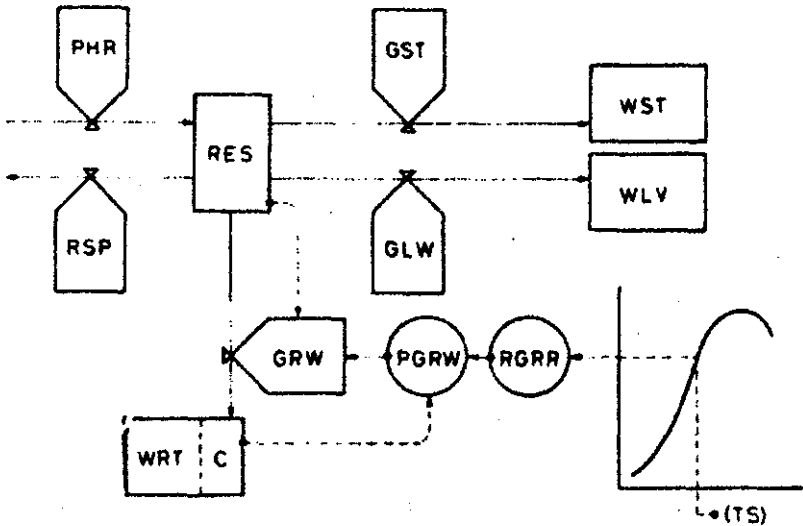 PHR
GST
WST
RES
WLV
RSP
GLW
GRW
PGRW
RGRR
WRT C
(TS)